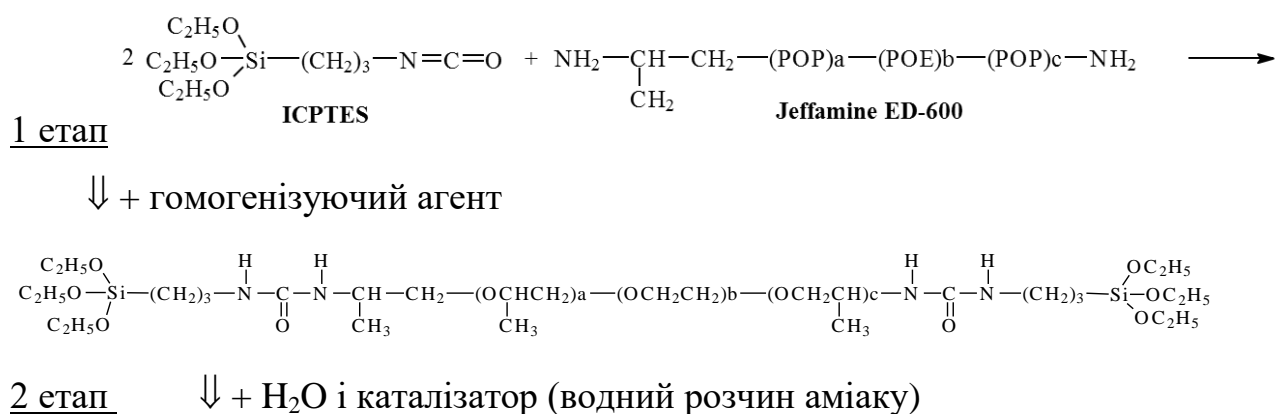 2 C2H5O C2H5O C2H5O Si—(CH2)3—N=C=O + NH2—CH—CH2—(POP)a—(POE)b—(POP)c—NH2
CH2
ICPTES Jeffamine ED-600
1 етап
⇓ + гомогенізуючий агент
H H H H
C2H5O C2H5O C2H5O Si—(CH2)3—N—C—N—CH—CH2—(OCHCH2)a—(OCH2CH2)b—(OCH2CH)c—N—C—N—(CH2)3—Si OC2H5 OC2H5 OC2H5
O CH3 CH3 CH3 O
2 етап ⇓ + H2O і каталізатор (водний розчин аміаку)